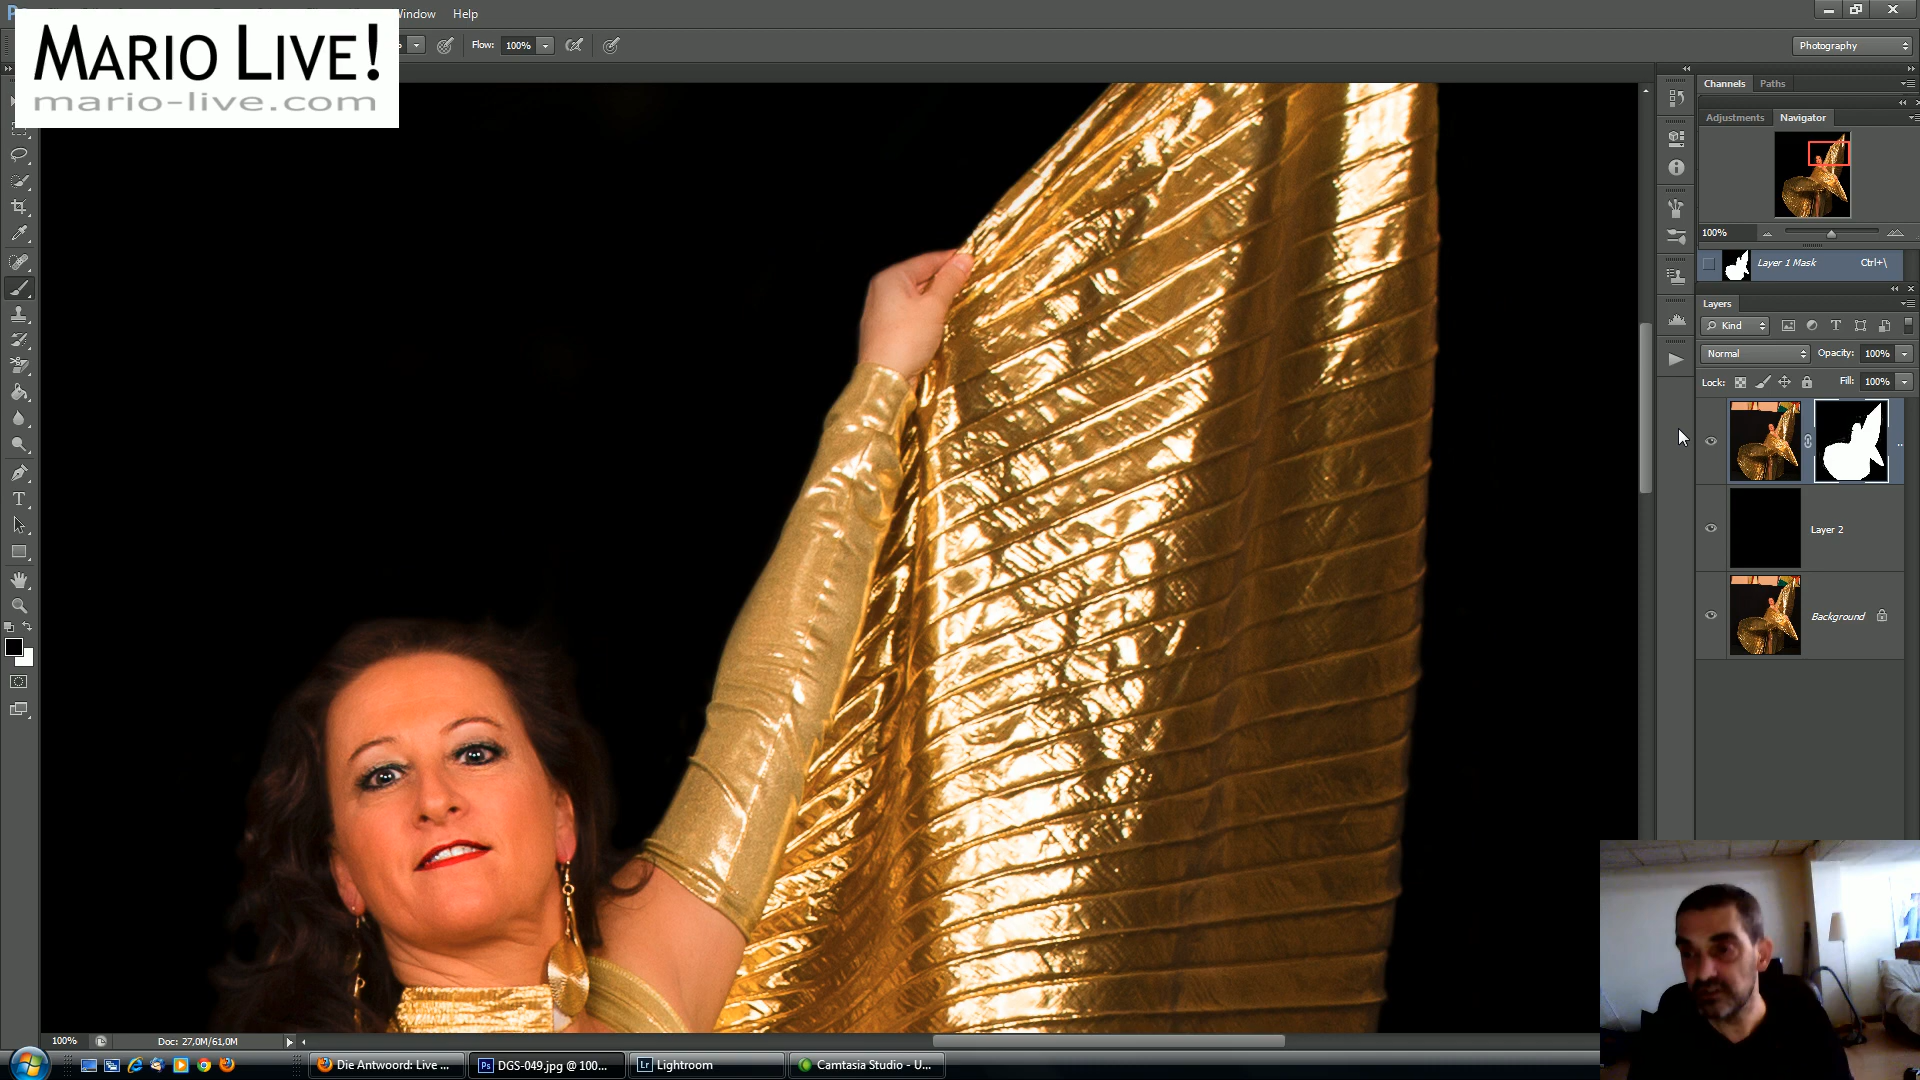 MARIO LIVE!
mario-live.com
Window Help
Flow: 100%
Photography
Channels Paths
Adjustments Navigator
100%
Layer 1 Mask Ctrl+\
Layers
Kind
Normal Opacity: 100%
Lock: Fill: 100%
Layer 2
Background
100% Doc: 27,0M/61,0M
Die Antwoord: Live ... DGS-049.jpg @ 100... Lightroom Camtasia Studio - U...